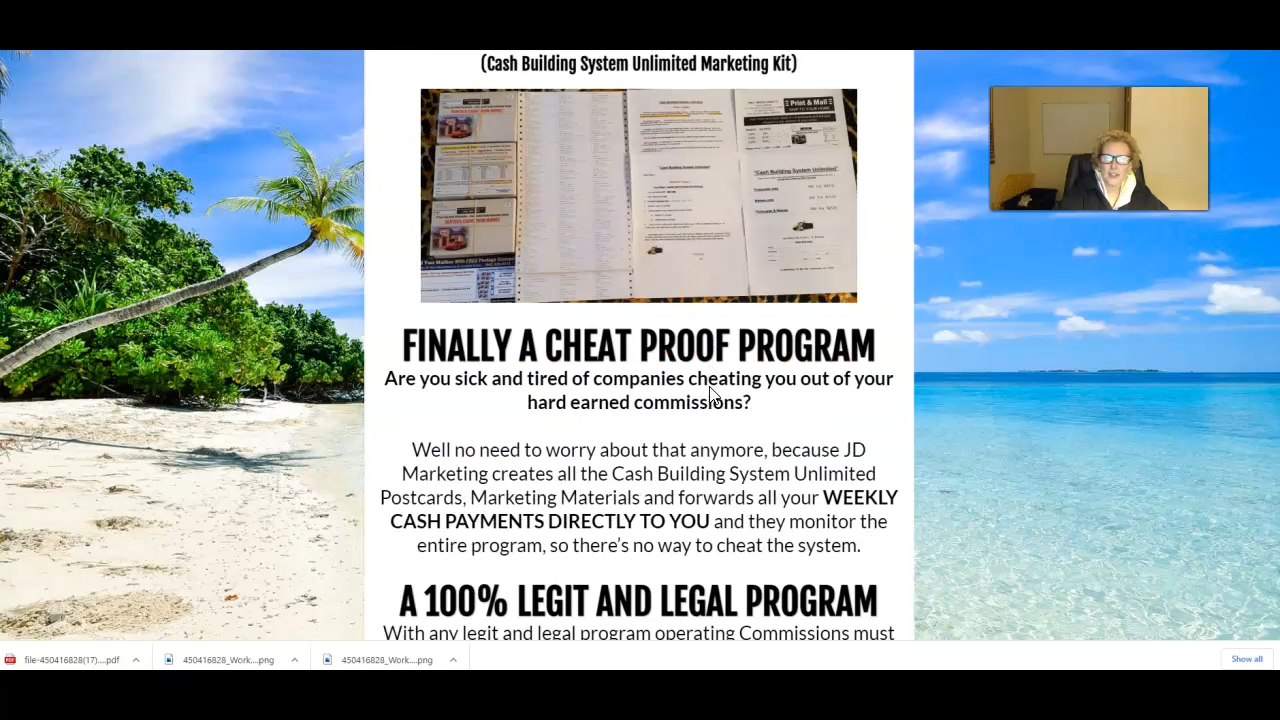 (Cash Building System Unlimited Marketing Kit)
Print & Mail
"Cash Building System Unlimited"
FINALLY A CHEAT PROOF PROGRAM
Are you sick and tired of companies cheating you out of your
hard earned commissions?
Well no need to worry about that anymore, because JD
Marketing creates all the Cash Building System Unlimited
Postcards, Marketing Materials and forwards all your WEEKLY
CASH PAYMENTS DIRECTLY TO YOU and they monitor the
entire program, so there's no way to cheat the system.
A 100% LEGIT AND LEGAL PROGRAM
With any legit and legal program operating Commissions must
file-450416828(17)....pdf
450416828_Work....png
450416828_Work....png
Show all